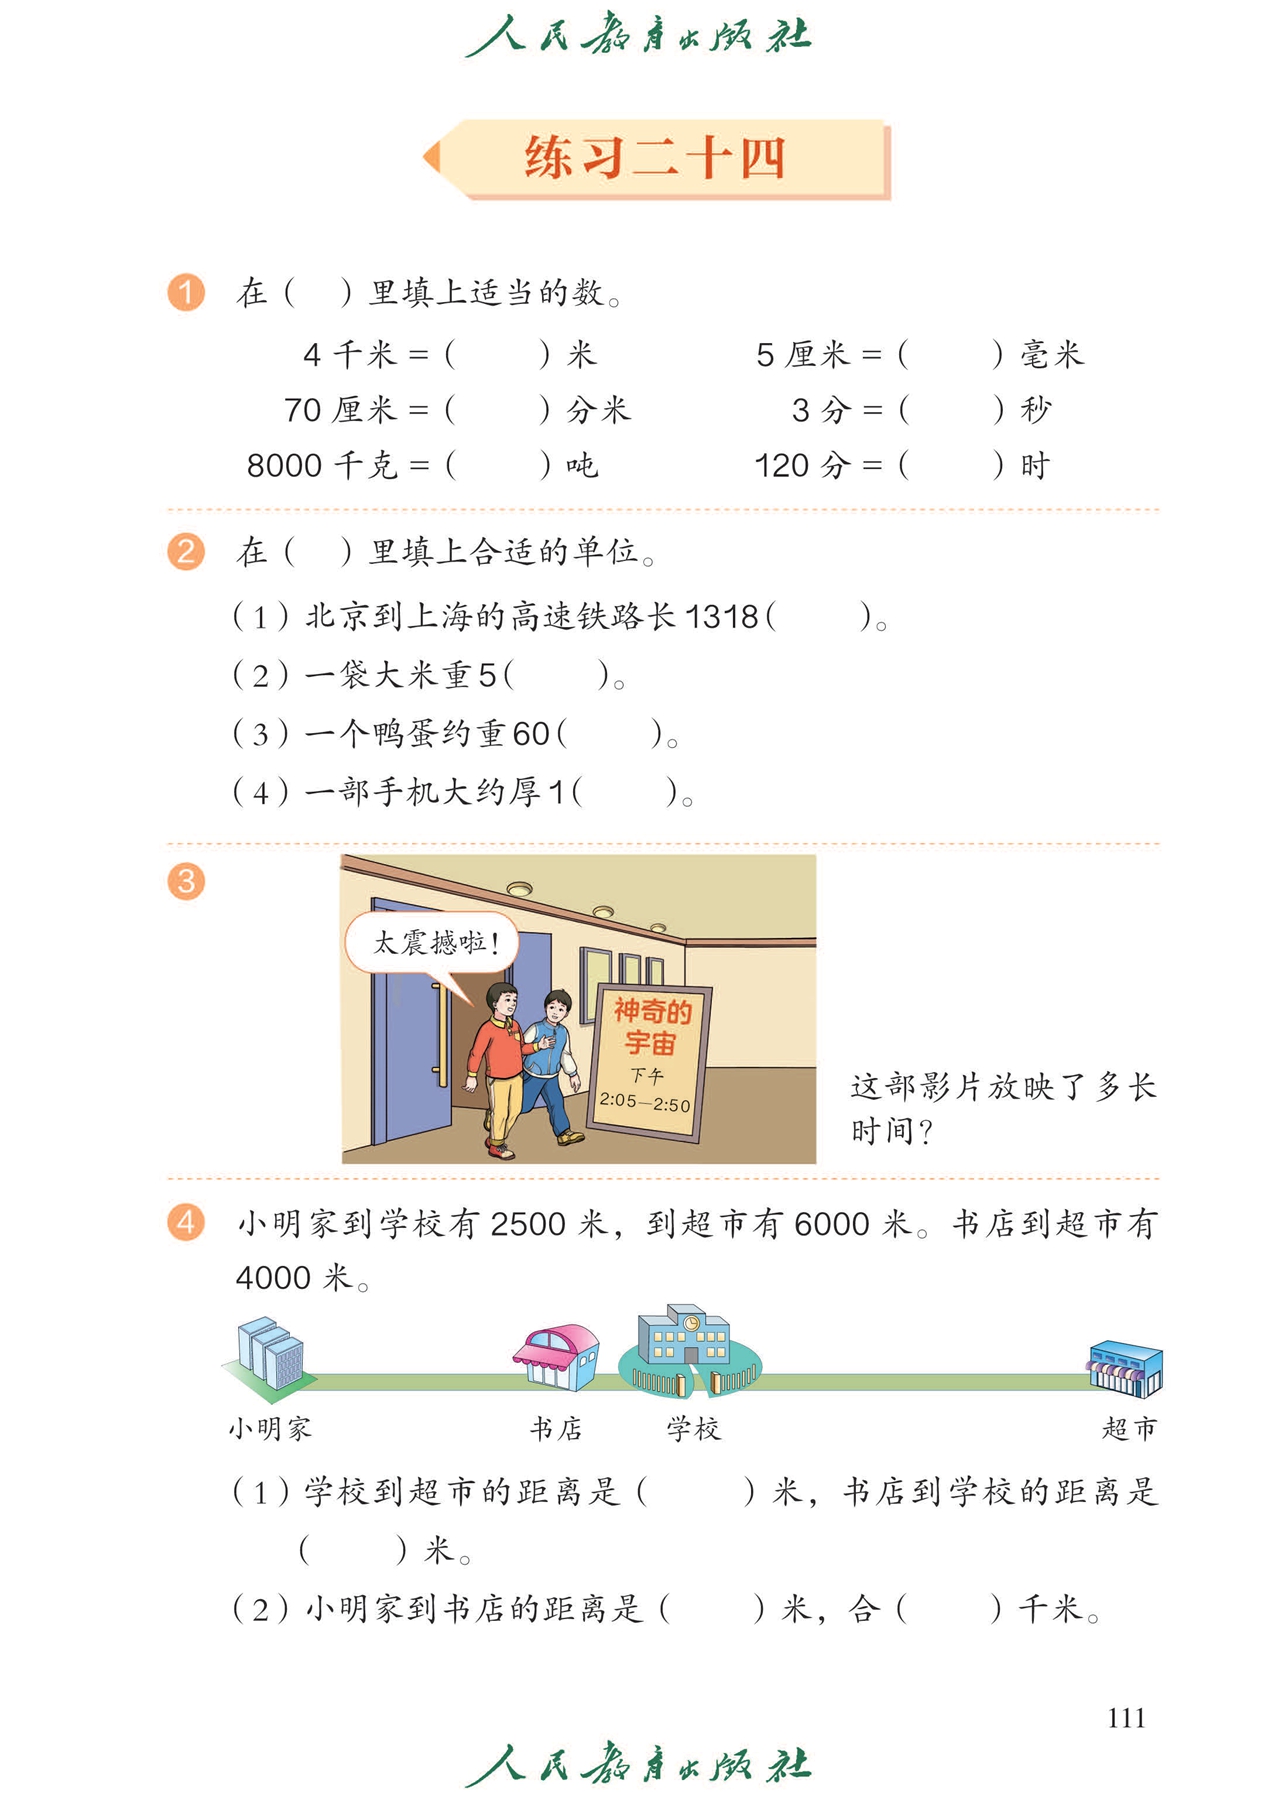 人民教育出版社
练习二十四
1 在（ ）里填上适当的数。
4 千米 =（ ）米 5 厘米 =（ ）毫米
70 厘米 =（ ）分米 3 分 =（ ）秒
8000 千克 =（ ）吨 120 分 =（ ）时
2 在（ ）里填上合适的单位。
（1）北京到上海的高速铁路长1318（ ）。
（2）一袋大米重5（ ）。
（3）一个鸭蛋约重60（ ）。
（4）一部手机大约厚1（ ）。
3
太震撼啦！
神奇的
宇宙
下午
2:05—2:50
这部影片放映了多长
时间？
4 小明家到学校有 2500 米，到超市有 6000 米。书店到超市有
4000 米。
小明家 书店 学校 超市
（1）学校到超市的距离是（ ）米，书店到学校的距离是
（ ）米。
（2）小明家到书店的距离是（ ）米，合（ ）千米。
111
人民教育出版社